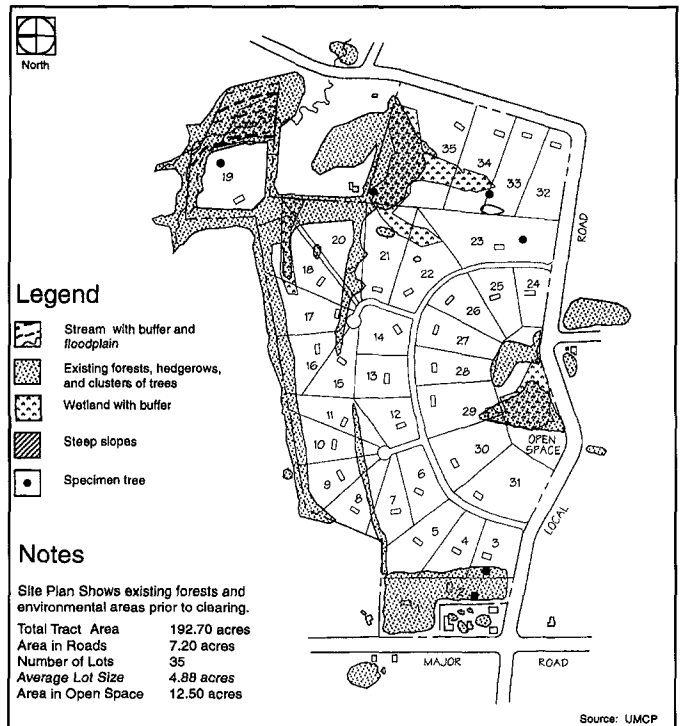 North
35
34
33
32
19
ROAD
20
23
21
18
22
25
24
26
17
14
27
16
13
28
15
11
12
29
OPEN
SPACE
10
30
9
6
31
8
7
5
4
3
LOCAL
MAJOR ROAD
Legend
Stream with buffer and
floodplain
Existing forests, hedgerows,
and clusters of trees
Wetland with buffer
Steep slopes
Specimen tree
Notes
Site Plan Shows existing forests and
environmental areas prior to clearing.
Total Tract Area 192.70 acres
Area in Roads 7.20 acres
Number of Lots 35
Average Lot Size 4.88 acres
Area in Open Space 12.50 acres
Source: UMCP